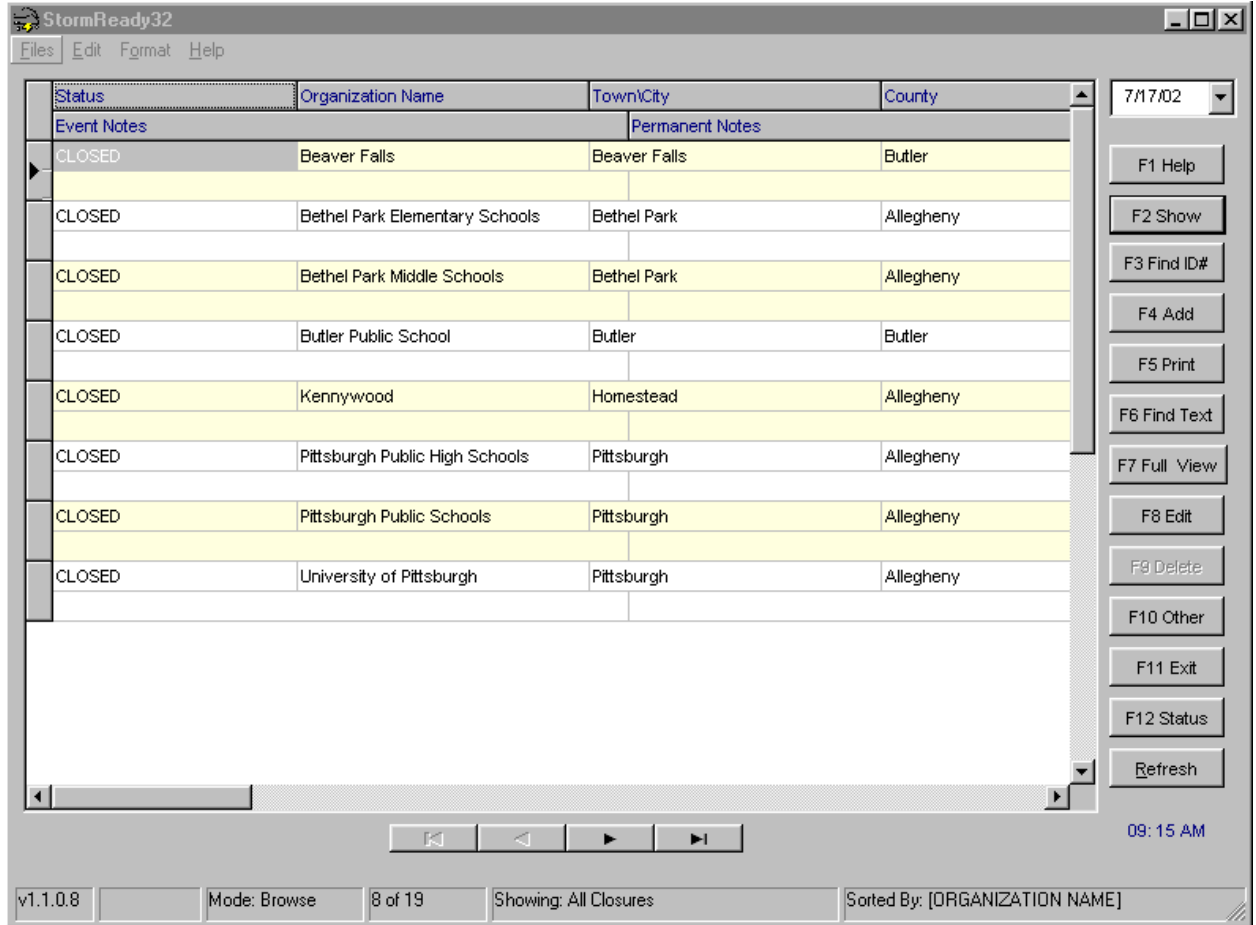 StormReady32
Files Edit Format Help
Status Organization Name Town\City County
7/17/02
Event Notes Permanent Notes
CLOSED Beaver Falls Beaver Falls Butler
F1 Help
CLOSED Bethel Park Elementary Schools Bethel Park Allegheny
F2 Show
F3 Find ID#
CLOSED Bethel Park Middle Schools Bethel Park Allegheny
F4 Add
CLOSED Butler Public School Butler Butler
F5 Print
CLOSED Kennywood Homestead Allegheny
F6 Find Text
CLOSED Pittsburgh Public High Schools Pittsburgh Allegheny
F7 Full View
CLOSED Pittsburgh Public Schools Pittsburgh Allegheny
F8 Edit
F9 Delete
CLOSED University of Pittsburgh Pittsburgh Allegheny
F10 Other
F11 Exit
F12 Status
Refresh
09:15 AM
v1.1.0.8 Mode: Browse 8 of 19 Showing: All Closures Sorted By: [ORGANIZATION NAME]